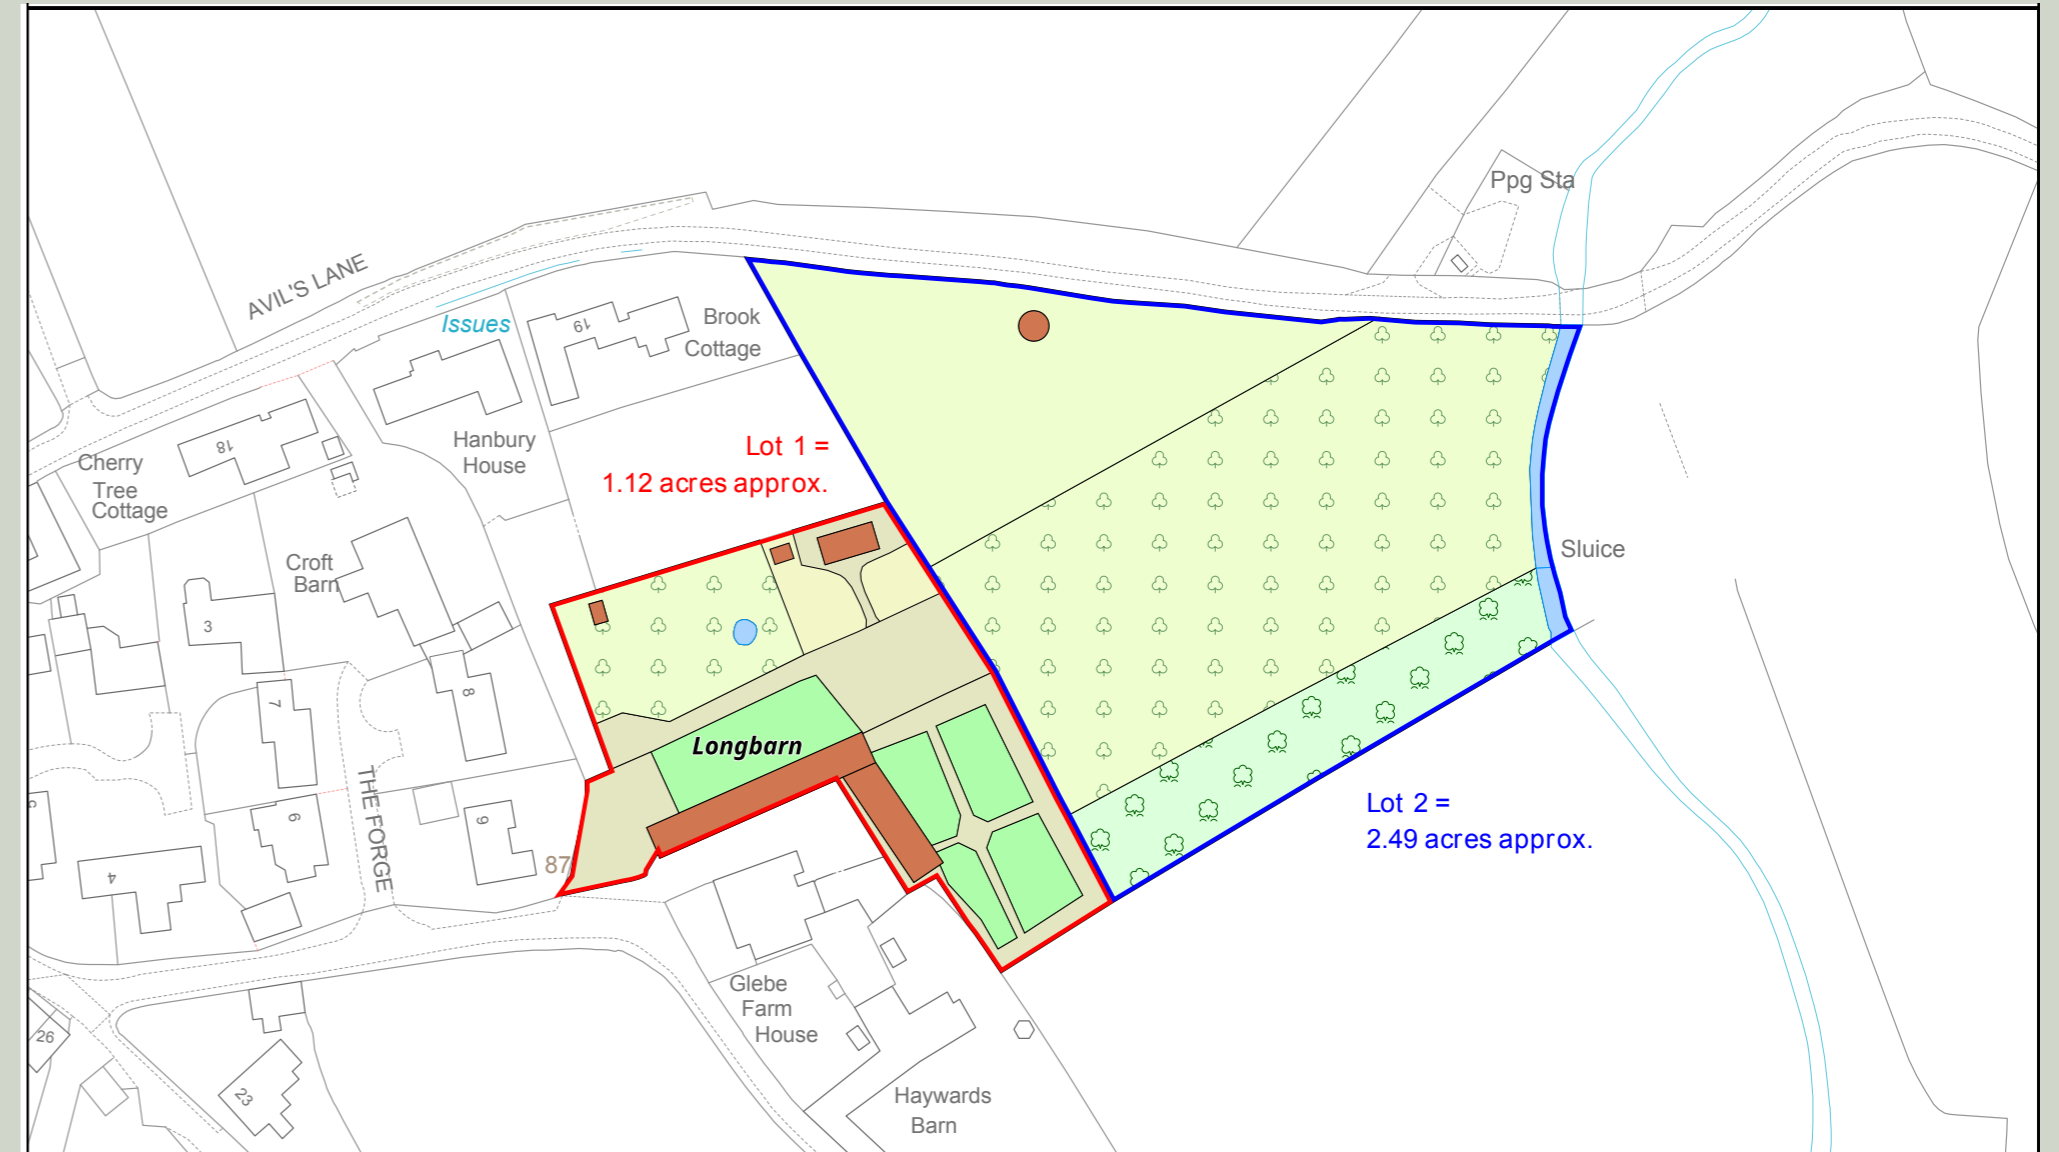 Ppg Sta
AVIL'S LANE
Issues
19
Brook
Cottage
18
Hanbury
House
Cherry
Tree
Cottage
Lot 1 =
1.12 acres approx.
Croft
Barn
Sluice
3
8
7
Longbarn
THE FORGE
6
9
5
4
87
Lot 2 =
2.49 acres approx.
Glebe
Farm
House
26
23
Haywards
Barn